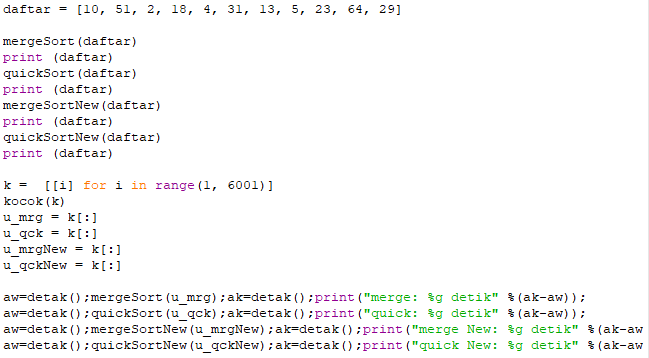 daftar = [10, 51, 2, 18, 4, 31, 13, 5, 23, 64, 29]
mergeSort(daftar)
print (daftar)
quickSort(daftar)
print (daftar)
mergeSortNew(daftar)
print (daftar)
quickSortNew(daftar)
print (daftar)
k =  [[i] for i in range(1, 6001)]
kocok(k)
u_mrg = k[:]
u_qck = k[:]
u_mrgNew = k[:]
u_qckNew = k[:]
aw=detak();mergeSort(u_mrg);ak=detak();print("merge: %g detik" %(ak-aw));
aw=detak();quickSort(u_qck);ak=detak();print("quick: %g detik" %(ak-aw));
aw=detak();mergeSortNew(u_mrgNew);ak=detak();print("merge New: %g detik" %(ak-aw
aw=detak();quickSortNew(u_qckNew);ak=detak();print("quick New: %g detik" %(ak-aw